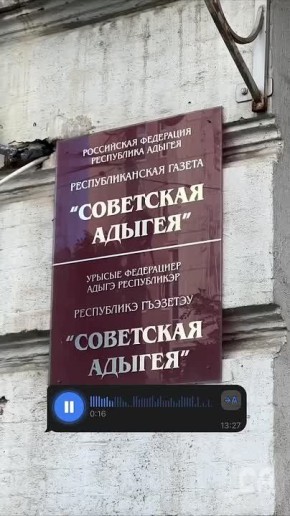 РОССИЙСКАЯ ФЕДЕРАЦИЯ
РЕСПУБЛИКА АДЫГЕЯ
РЕСПУБЛИКАНСКАЯ ГАЗЕТА
“СОВЕТСКАЯ
АДЫГЕЯ”
УРЫСЫЕ ФЕДЕРАЦИЕР
АДЫГЭ РЕСПУБЛИКЭР
РЕСПУБЛИКЭ ГЪЭЗЕТЭУ
“СОВЕТСКАЯ
АДЫГЕЯ”
0:16
→А
13:27